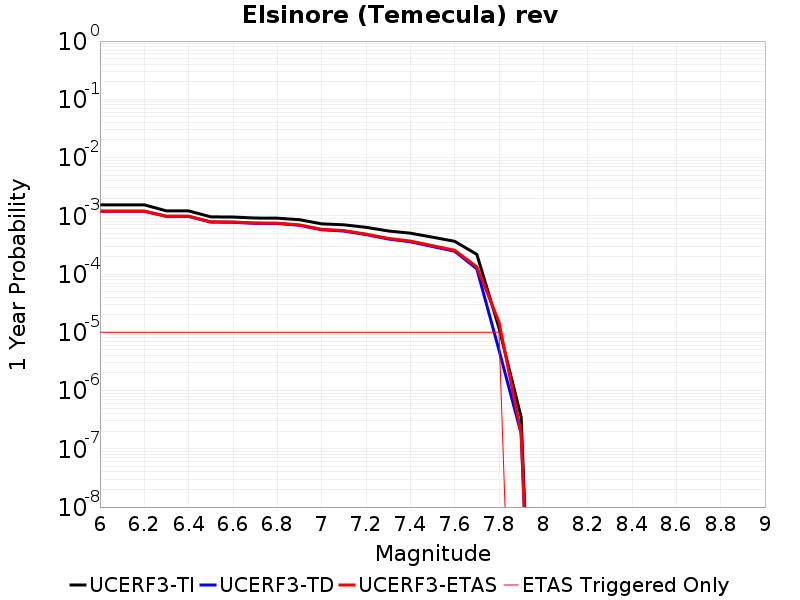 Elsinore (Temecula) rev
1 Year Probability
10^0
10^-1
10^-2
10^-3
10^-4
10^-5
10^-6
10^-7
10^-8
6 6.2 6.4 6.6 6.8 7 7.2 7.4 7.6 7.8 8 8.2 8.4 8.6 8.8 9
Magnitude
UCERF3-TI UCERF3-TD UCERF3-ETAS ETAS Triggered Only